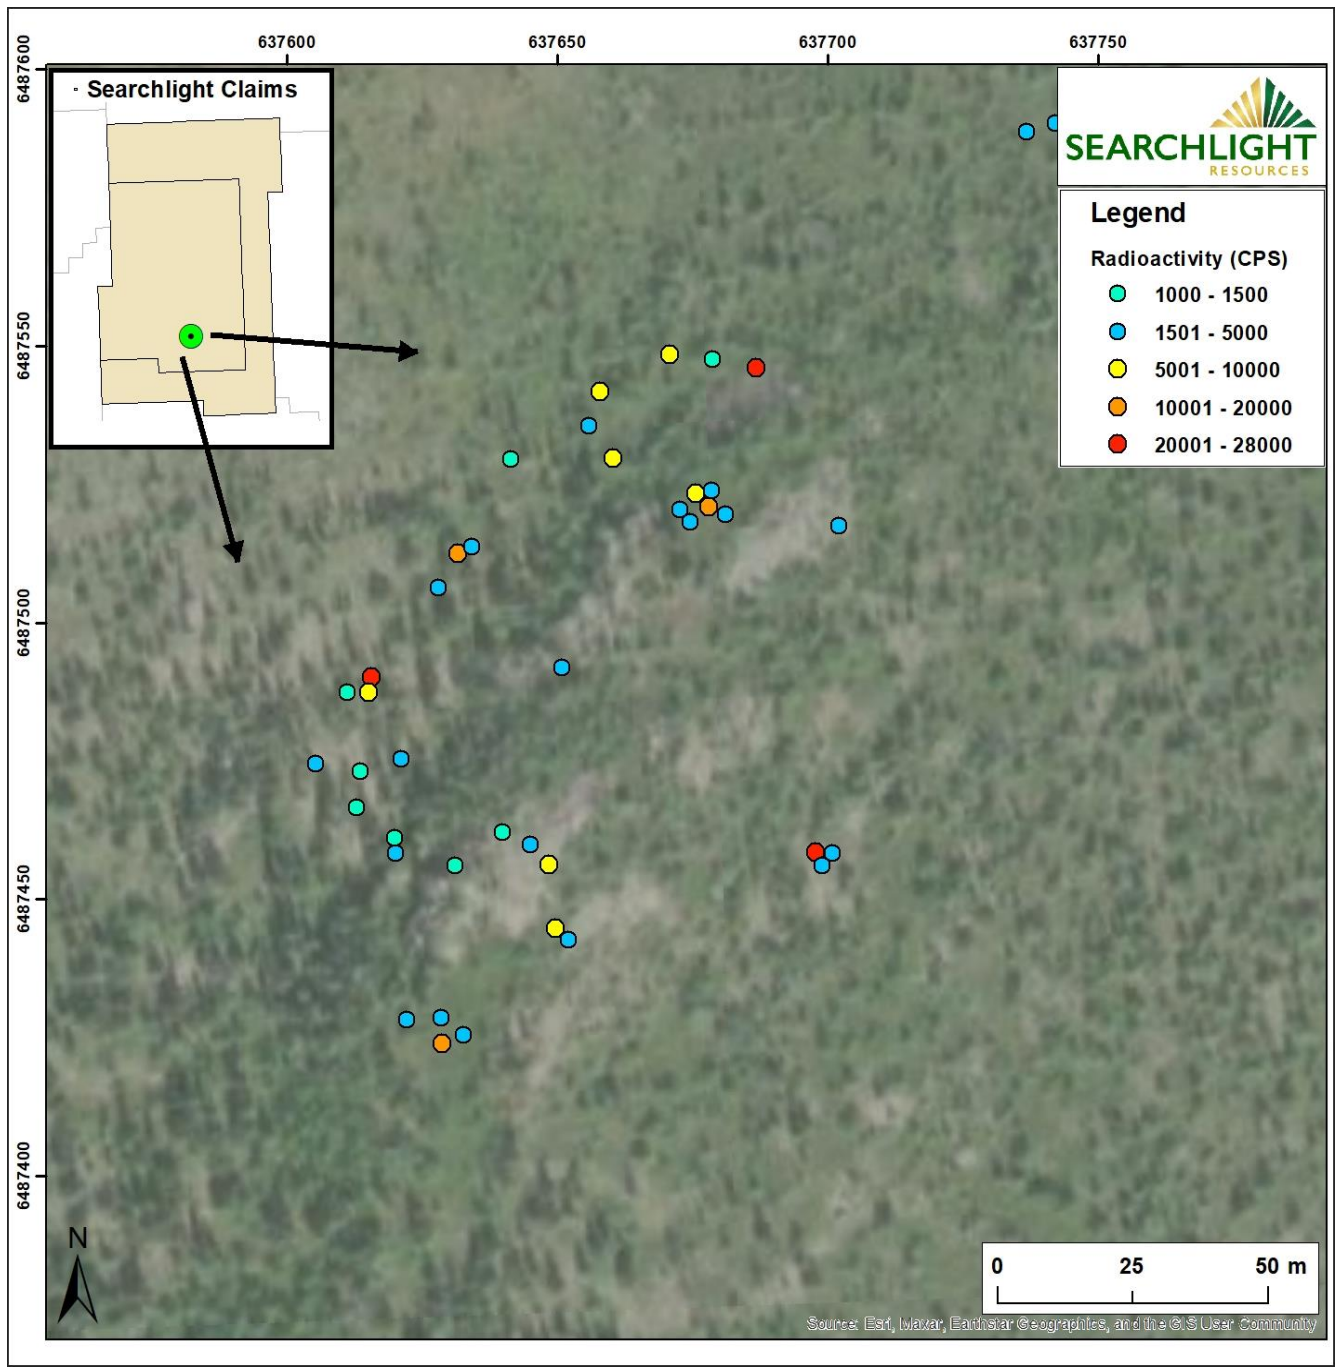 637600
637650
637700
637750
6487600
6487550
6487500
6487450
6487400
Searchlight Claims
SEARCHLIGHT
RESOURCES
Legend
Radioactivity (CPS)
1000 - 1500
1501 - 5000
5001 - 10000
10001 - 20000
20001 - 28000
N
0 25 50 m
Source: Esri, Maxar, Earthstar Geographics, and the GIS User Community